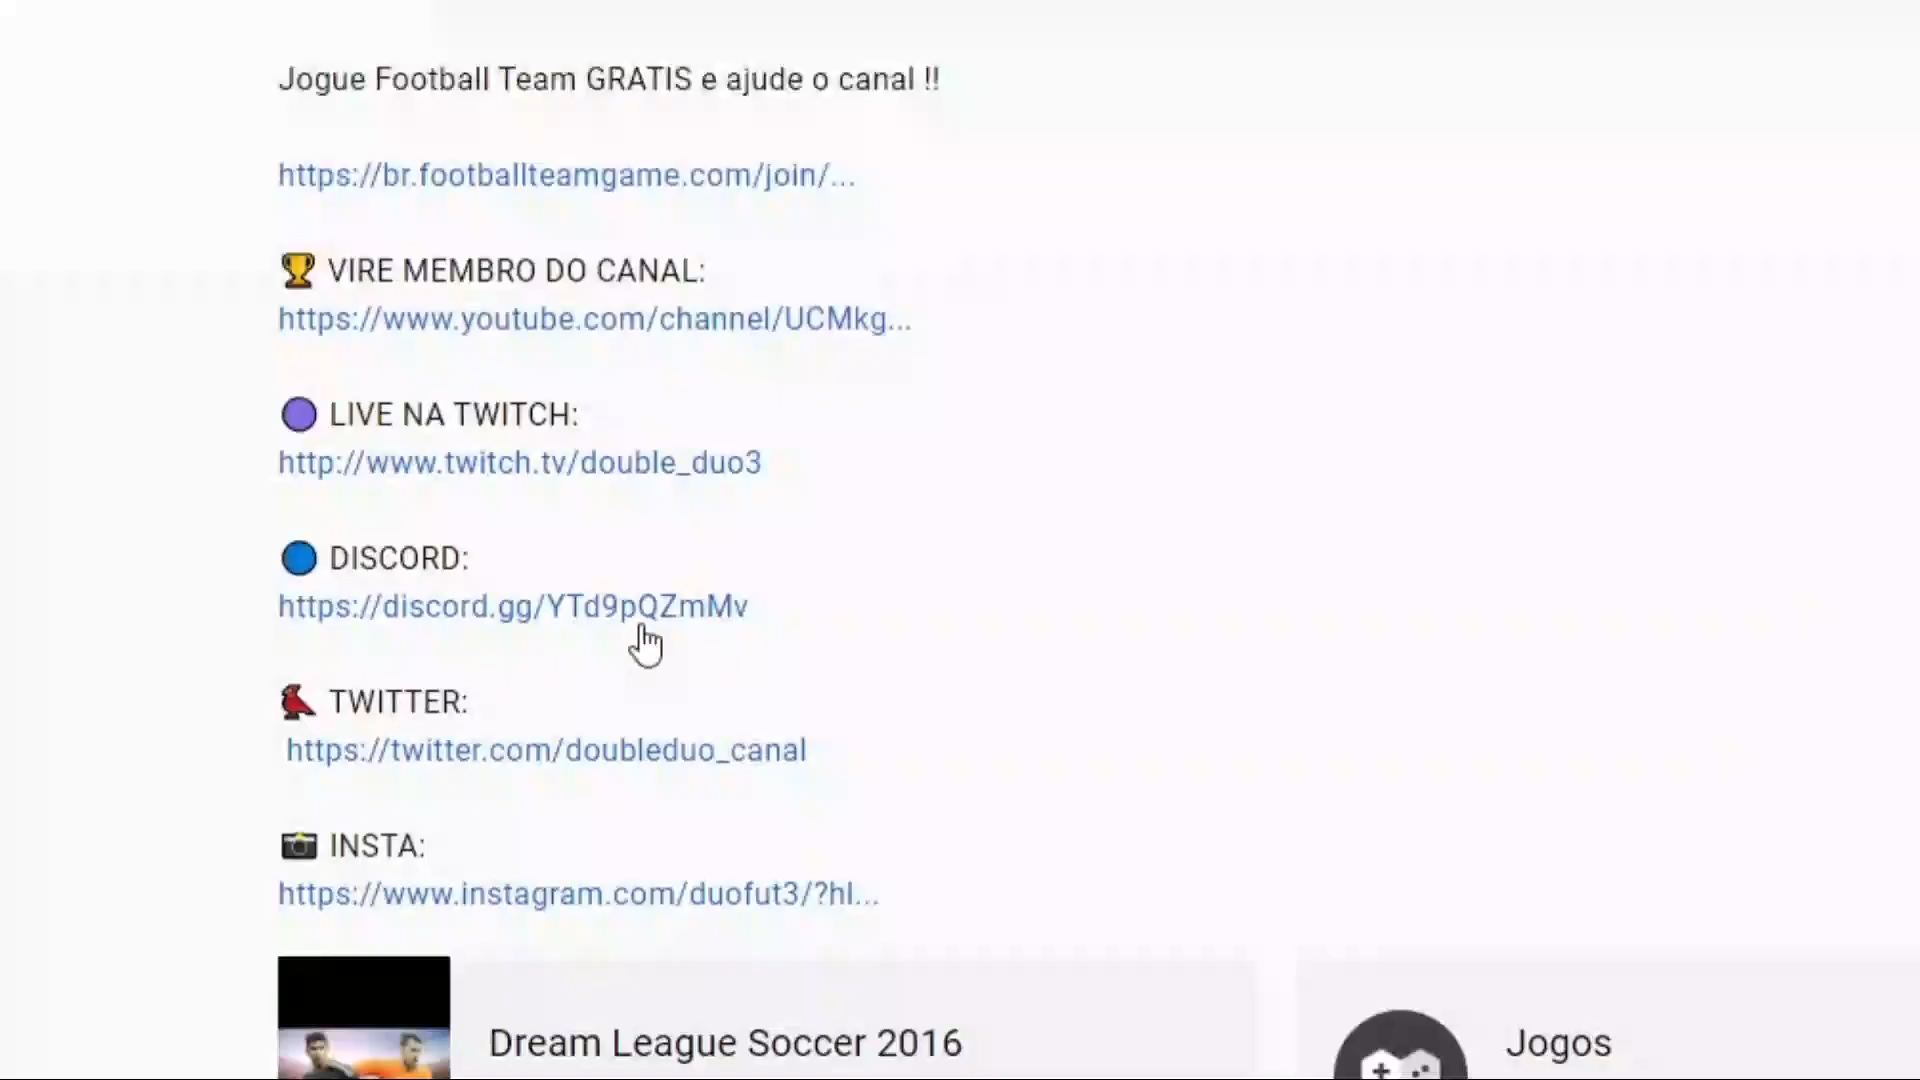 Jogue Football Team GRATIS e ajude o canal !!
https://br.footballteamgame.com/join/...
🏆 VIRE MEMBRO DO CANAL:
https://www.youtube.com/channel/UCMkg...
🟣 LIVE NA TWITCH:
http://www.twitch.tv/double_duo3
🔵 DISCORD:
https://discord.gg/YTd9pQZmMv
TWITTER:
https://twitter.com/doubleduo_canal
📷 INSTA:
https://www.instagram.com/duofut3/?hl...
Dream League Soccer 2016
Jogos